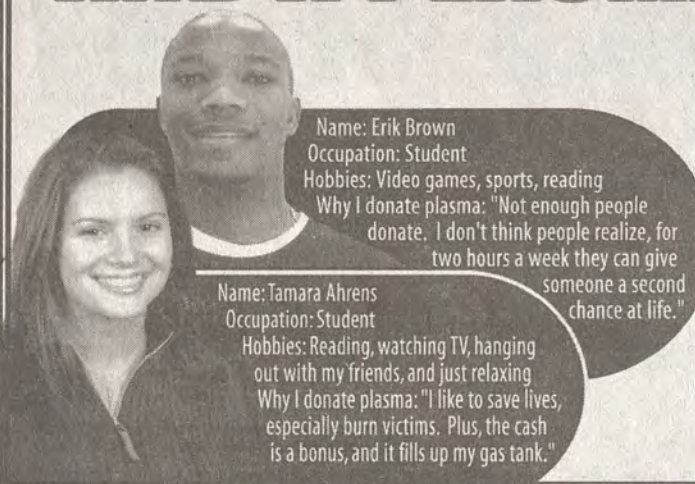 Name: Erik Brown
Occupation: Student
Hobbies: Video games, sports, reading
Why I donate plasma: "Not enough people
donate. I don't think people realize, for
two hours a week they can give
someone a second
chance at life."
Name: Tamara Ahrens
Occupation: Student
Hobbies: Reading, watching TV, hanging
out with my friends, and just relaxing
Why I donate plasma: "I like to save lives,
especially burn victims. Plus, the cash
is a bonus, and it fills up my gas tank."